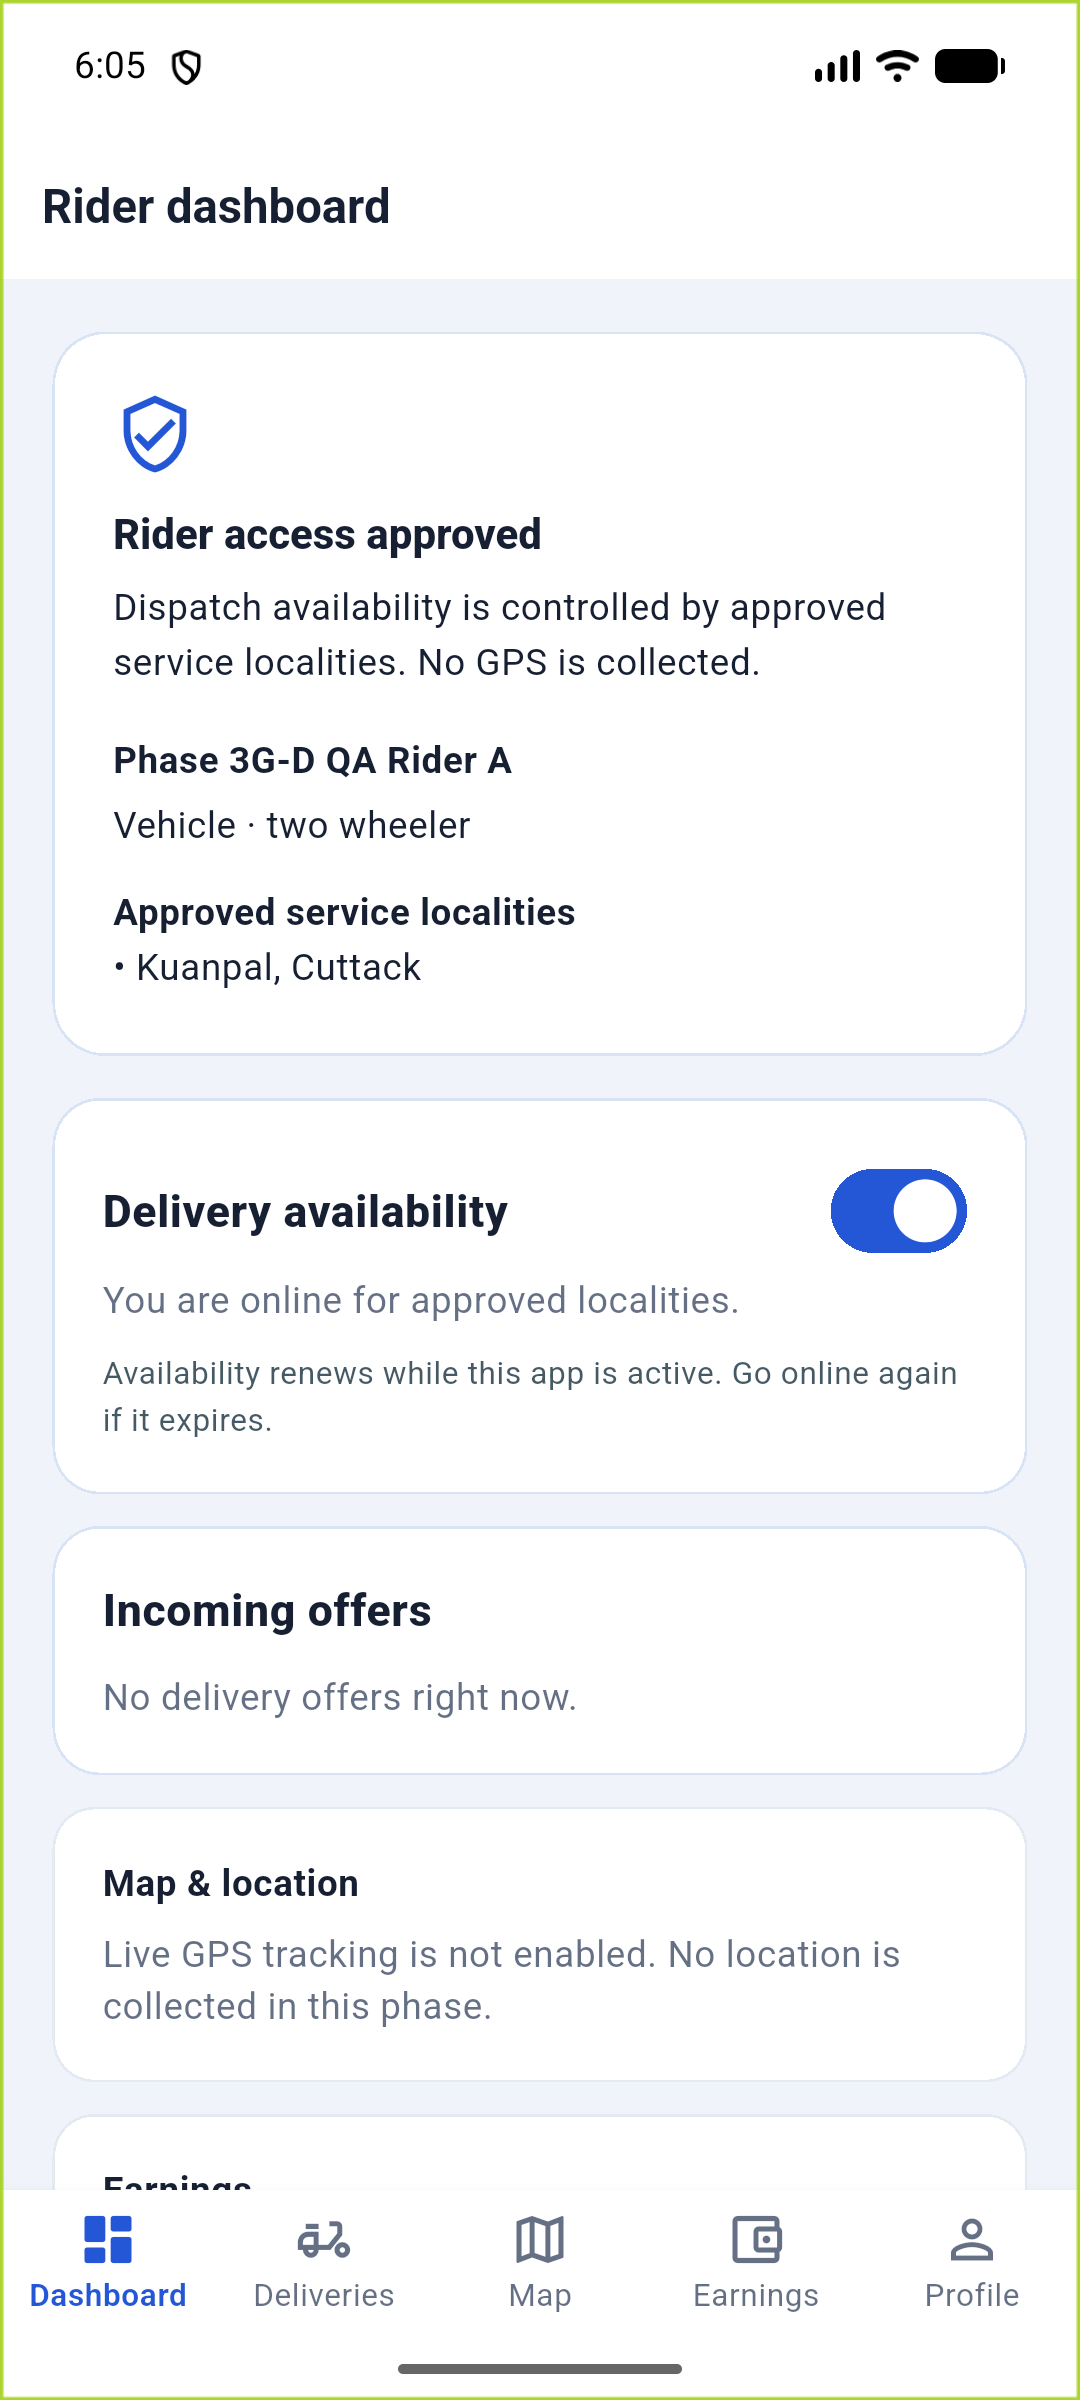 6:05
Rider dashboard
Rider access approved
Dispatch availability is controlled by approved
service localities. No GPS is collected.
Phase 3G-D QA Rider A
Vehicle · two wheeler
Approved service localities
• Kuanpal, Cuttack
Delivery availability
You are online for approved localities.
Availability renews while this app is active. Go online again
if it expires.
Incoming offers
No delivery offers right now.
Map & location
Live GPS tracking is not enabled. No location is
collected in this phase.
Earnings
Dashboard
Deliveries
Map
Earnings
Profile